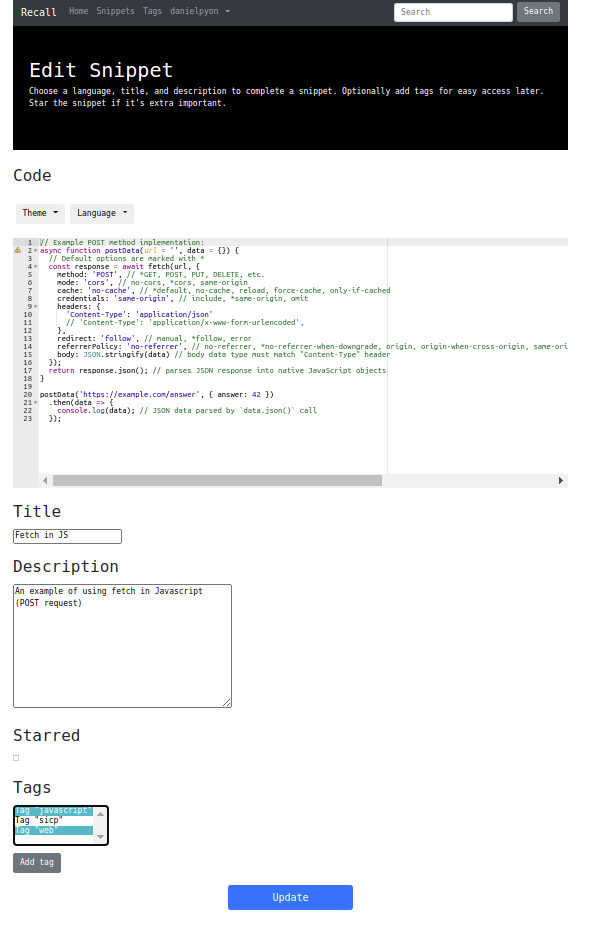 Recall Home Snippets Tags danielpyon Search Search
Edit Snippet
Choose a language, title, and description to complete a snippet. Optionally add tags for easy access later.
Star the snippet if it's extra important.
Code
Theme Language
1 // Example POST method implementation:
2 async function postData(url = '', data = {}) {
3 // Default options are marked with *
4 const response = await fetch(url, {
5 method: 'POST', // *GET, POST, PUT, DELETE, etc.
6 mode: 'cors', // no-cors, *cors, same-origin
7 cache: 'no-cache', // *default, no-cache, reload, force-cache, only-if-cached
8 credentials: 'same-origin', // include, *same-origin, omit
9 headers: {
10 'Content-Type': 'application/json'
11 // 'Content-Type': 'application/x-www-form-urlencoded',
12 },
13 redirect: 'follow', // manual, *follow, error
14 referrerPolicy: 'no-referrer', // no-referrer, *no-referrer-when-downgrade, origin, origin-when-cross-origin, same-ori
15 body: JSON.stringify(data) // body data type must match "Content-Type" header
16 });
17 return response.json(); // parses JSON response into native JavaScript objects
18 }
19
20 postData('https://example.com/answer', { answer: 42 })
21 .then(data => {
22 console.log(data); // JSON data parsed by `data.json()` call
23 });
Title
Fetch in JS
Description
An example of using fetch in Javascript
(POST request)
Starred
Tags
Tag "javascript"
Tag "sicp"
Tag "web"
Add tag
Update